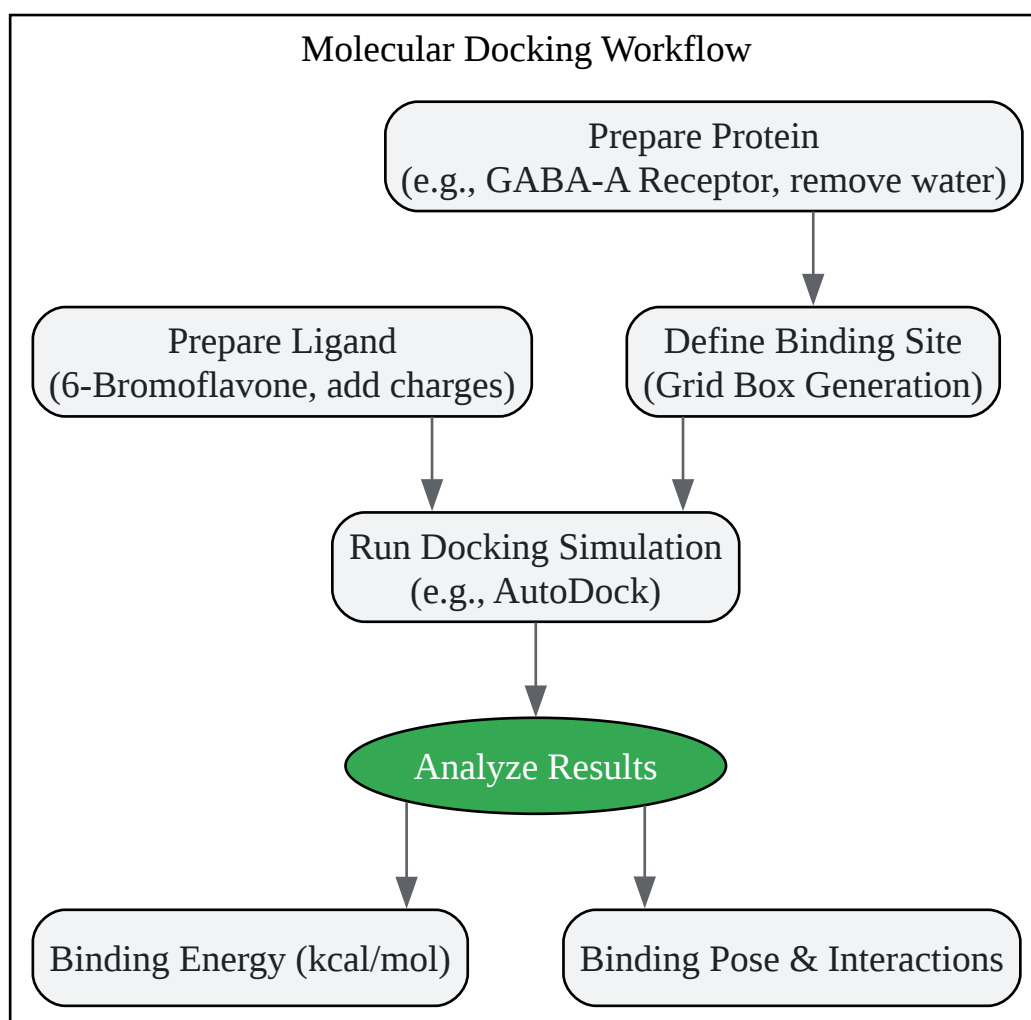 Molecular Docking Workflow
Prepare Protein
(e.g., GABA-A Receptor, remove water)
Prepare Ligand
(6-Bromoflavone, add charges)
Define Binding Site
(Grid Box Generation)
Run Docking Simulation
(e.g., AutoDock)
Analyze Results
Binding Energy (kcal/mol)
Binding Pose & Interactions